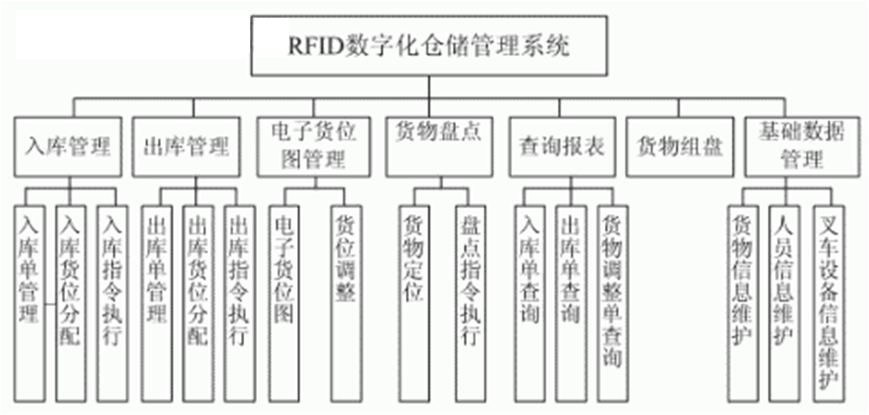 RFID数字化仓储管理系统
入库管理
出库管理
电子货位
图管理
货物盘点
查询报表
货物组盘
基础数据
管理
入库单管理
入库货位分配
入库指令执行
出库单管理
出库货位分配
出库指令执行
电子货位图
货位调整
货物定位
盘点指令执行
入库单查询
出库单查询
货物调整单查询
货物信息维护
人员信息维护
叉车设备信息维护